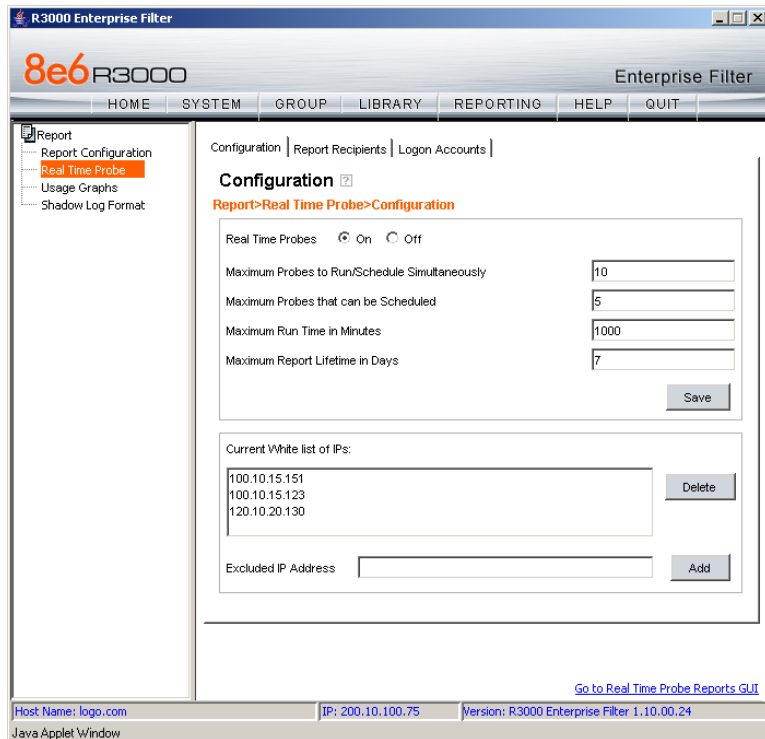 R3000 Enterprise Filter
8e6 R3000
Enterprise Filter
HOME SYSTEM GROUP LIBRARY REPORTING HELP QUIT
Report
Report Configuration
Real Time Probe
Usage Graphs
Shadow Log Format
Configuration Report Recipients Logon Accounts
Configuration ?
Report>Real Time Probe>Configuration
Real Time Probes On Off
Maximum Probes to Run/Schedule Simultaneously 10
Maximum Probes that can be Scheduled 5
Maximum Run Time in Minutes 1000
Maximum Report Lifetime in Days 7
Save
Current White list of IPs:
100.10.15.151
100.10.15.123
120.10.20.130
Delete
Excluded IP Address Add
Go to Real Time Probe Reports GUI
Host Name: logo.com IP: 200.10.100.75 Version: R3000 Enterprise Filter 1.10.00.24
Java Applet Window